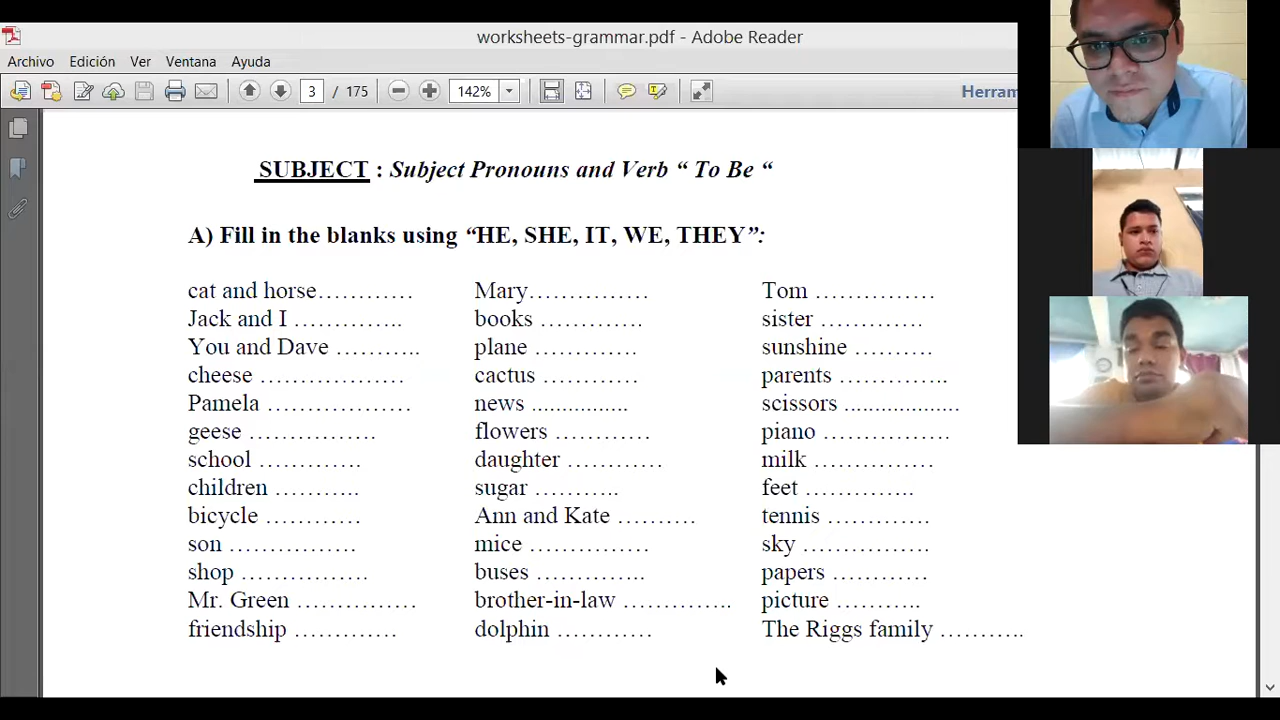 worksheets-grammar.pdf - Adobe Reader
Archivo Edición Ver Ventana Ayuda
3 / 175 142% Herram
SUBJECT : Subject Pronouns and Verb “ To Be “
A) Fill in the blanks using “HE, SHE, IT, WE, THEY”:
cat and horse………… Mary…………… Tom ……………
Jack and I ………….. books …………. sister ………….
You and Dave ……….. plane …………. sunshine ……….
cheese ……………… cactus ………… parents …………..
Pamela ……………… news ............... scissors ..................
geese ……………. flowers ………… piano …………….
school …………. daughter ………… milk ……………
children ……….. sugar ……….. feet …………..
bicycle ………… Ann and Kate ………. tennis ………….
son ……………. mice …………… sky …………….
shop ……………. buses ………….. papers …………
Mr. Green …………… brother-in-law ………….. picture ………..
friendship …………. dolphin ………… The Riggs family ………..